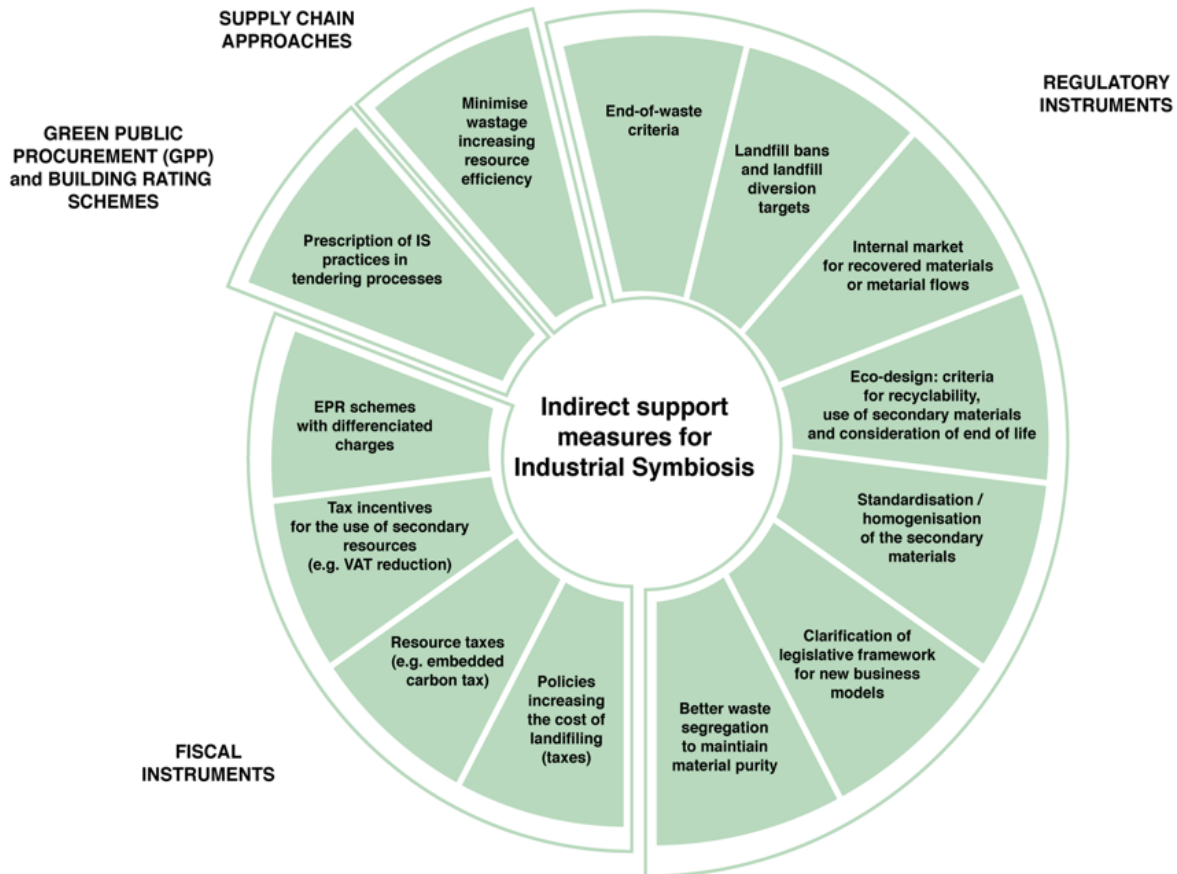 SUPPLY CHAIN
APPROACHES
REGULATORY
INSTRUMENTS
GREEN PUBLIC
PROCUREMENT (GPP)
and BUILDING RATING
SCHEMES
Minimise
wastage
increasing
resource
efficiency
End-of-waste
criteria
Landfill bans
and landfill
diversion
targets
Prescription of IS
practices in
tendering processes
Internal market
for recovered materials
or metarial flows
Eco-design: criteria
for recyclability,
use of secondary materials
and consideration of end of life
Indirect support
measures for
Industrial Symbiosis
EPR schemes
with differenciated
charges
Tax incentives
for the use of secondary
resources
(e.g. VAT reduction)
Standardisation /
homogenisation
of the secondary
materials
Resource taxes
(e.g. embedded
carbon tax)
Policies
increasing
the cost of
landifiling
(taxes)
Better waste
segregation
to maintiain
material purity
Clarification of
legislative framework
for new business
models
FISCAL
INSTRUMENTS